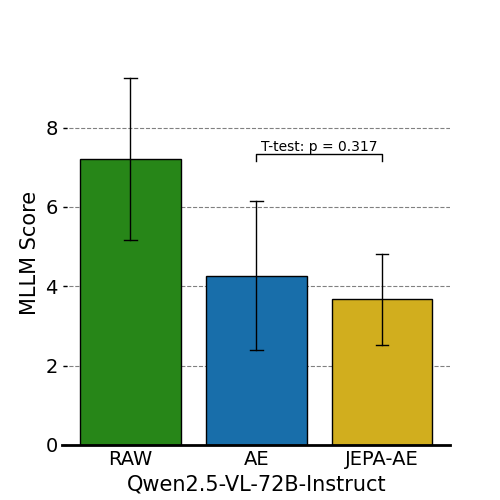 8
T-test: p = 0.317
6
4
2
0
MLLM Score
RAW AE JEPA-AE
Qwen2.5-VL-72B-Instruct